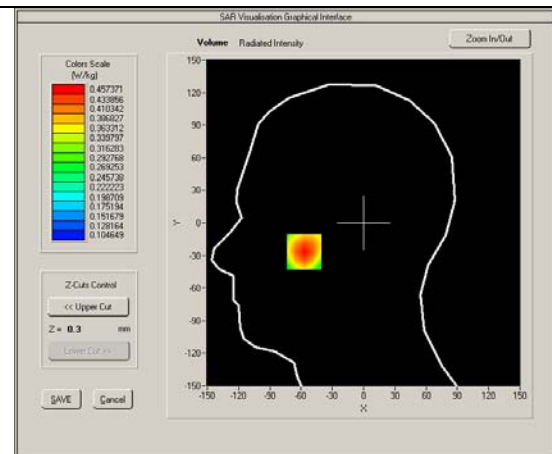 SAR Visualisation Graphical Interface
Volume Radiated Intensity
Zoom In/Out
Colors Scale
(W/kg)
0.457371
0.433856
0.410342
0.386827
0.363312
0.339797
0.316283
0.292768
0.269253
0.245738
0.222223
0.198709
0.175194
0.151679
0.128164
0.104649
Z-Cuts Control
<< Upper Cut
Z = 0.3 mm
Lower Cut >>
SAVE Cancel
150
120
90
60
30
Y 0
-30
-60
-90
-120
-150
-150 -120 -90 -60 -30 0 30 60 90 120 150
X